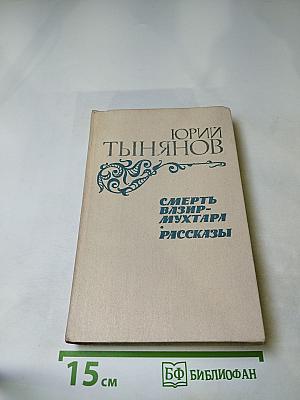 ЮРИЙ
ТЫНЯНОВ
СМЕРТЬ
ВАЗИР-
МУХТАРА
•
РАССКАЗЫ
15 см
БФ БИБЛИОФАН